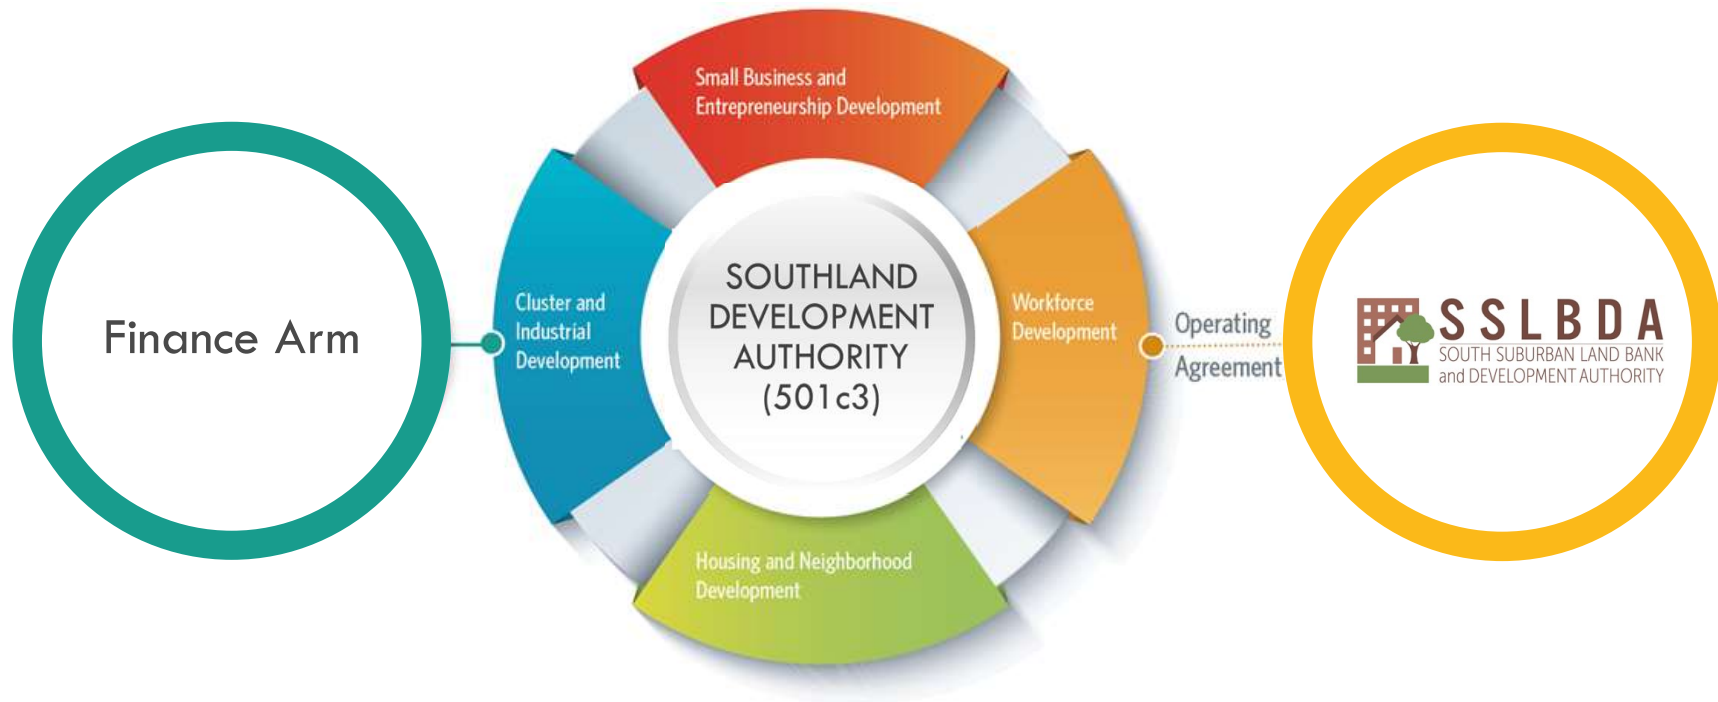 Small Business and
Entrepreneurship Development
Finance Arm
Cluster and
Industrial
Development
SOUTHLAND
DEVELOPMENT
AUTHORITY
(501c3)
Workforce
Development
Operating
Agreement
SSLBDA
SOUTH SUBURBAN LAND BANK
and DEVELOPMENT AUTHORITY
Housing and Neighborhood
Development